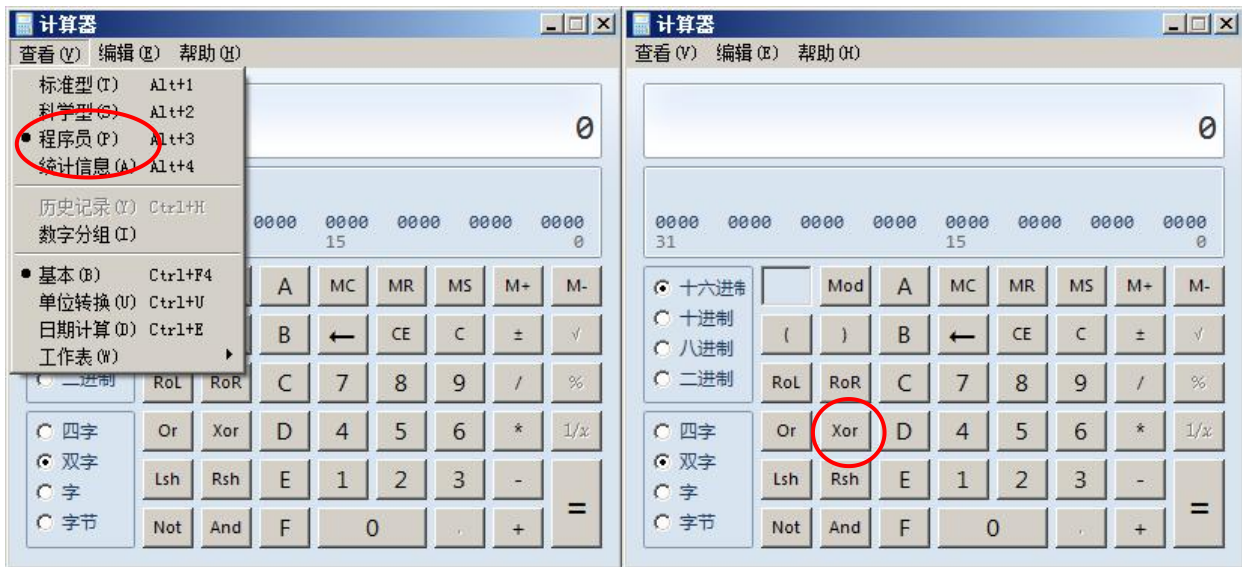 计算器
查看(V) 编辑(E) 帮助(H)
标准型(T) Alt+1
科学型(S) Alt+2
程序员(P) Alt+3
统计信息(A) Alt+4
历史记录(Y) Ctrl+H
数字分组(I)
基本(B) Ctrl+F4
单位转换(U) Ctrl+U
日期计算(D) Ctrl+E
工作表(W)
0
0000 0000 0000 0000 0000
15 0
A MC MR MS M+ M-
B ← CE C ± √
二进制 RoL RoR C 7 8 9 / %
四字 Or Xor D 4 5 6 * 1/x
双字
字 Lsh Rsh E 1 2 3 - =
字节 Not And F 0 . +
计算器
查看(V) 编辑(E) 帮助(H)
0
0000 0000 0000 0000 0000 0000 0000 0000
31 15 0
十六进制 Mod A MC MR MS M+ M-
十进制 ( ) B ← CE C ± √
八进制
二进制 RoL RoR C 7 8 9 / %
四字 Or Xor D 4 5 6 * 1/x
双字
字 Lsh Rsh E 1 2 3 - =
字节 Not And F 0 . +